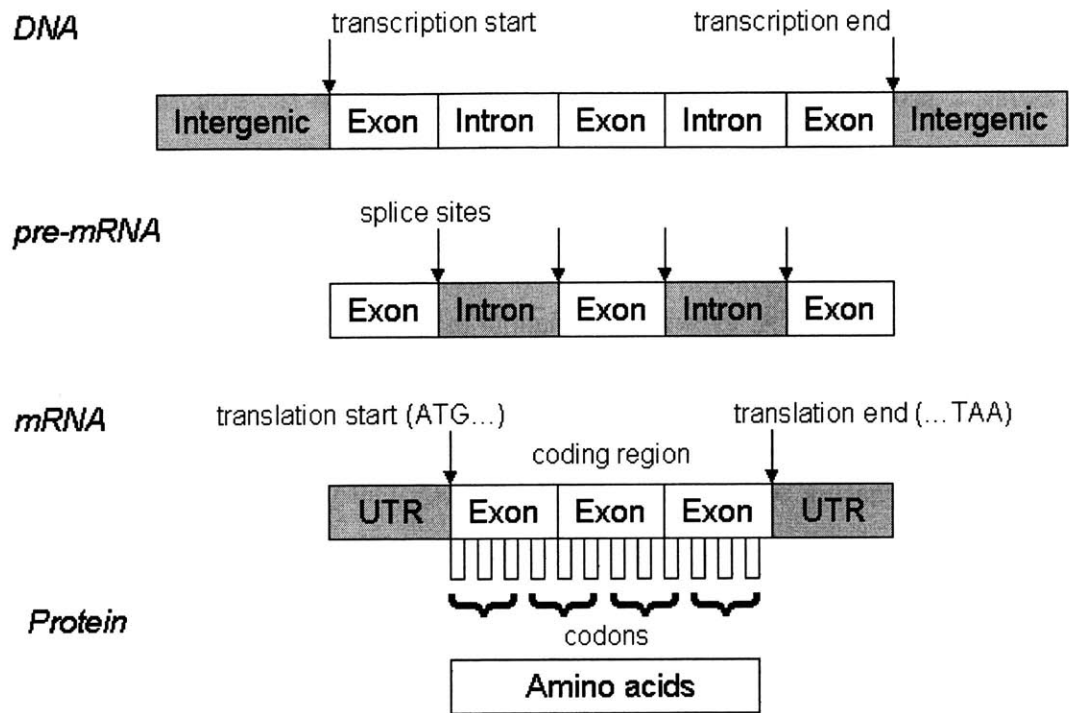 DNA
transcription start transcription end
Intergenic Exon Intron Exon Intron Exon Intergenic
pre-mRNA
splice sites
Exon Intron Exon Intron Exon
mRNA
translation start (ATG...) translation end (...TAA)
coding region
UTR Exon Exon Exon UTR
Protein
codons
Amino acids